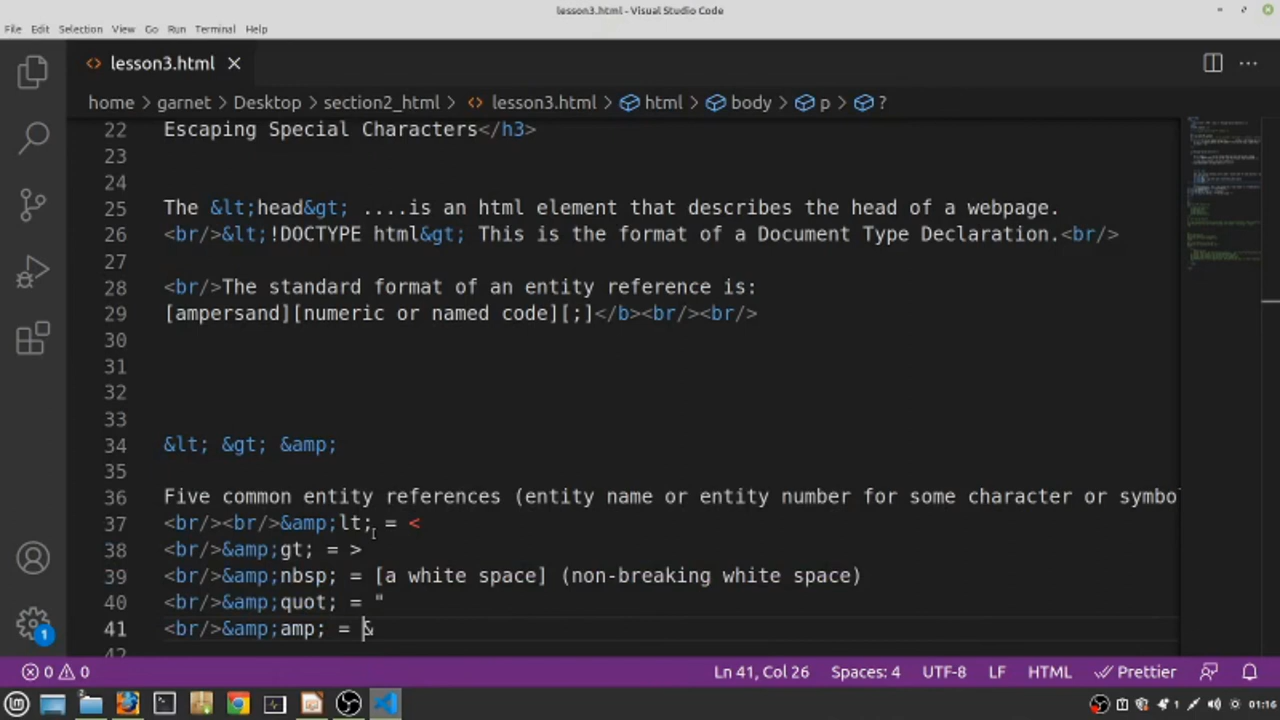 lesson3.html - Visual Studio Code
File Edit Selection View Go Run Terminal Help
lesson3.html
home > garnet > Desktop > section2_html > lesson3.html > html > body > p > ?
22 Escaping Special Characters</h3>
23
24
25 The &lt;head&gt; ....is an html element that describes the head of a webpage.
26 <br/>&lt;!DOCTYPE html&gt; This is the format of a Document Type Declaration.<br/>
27
28 <br/>The standard format of an entity reference is:
29 [ampersand][numeric or named code][;]</b><br/><br/>
30
31
32
33
34 &lt; &gt; &amp;
35
36 Five common entity references (entity name or entity number for some character or symbo
37 <br/><br/>&amp;lt; = <
38 <br/>&amp;gt; = >
39 <br/>&amp;nbsp; = [a white space] (non-breaking white space)
40 <br/>&amp;quot; = "
41 <br/>&amp;amp; = &
42
1
0 0 Ln 41, Col 26 Spaces: 4 UTF-8 LF HTML Prettier
2 1 01:16